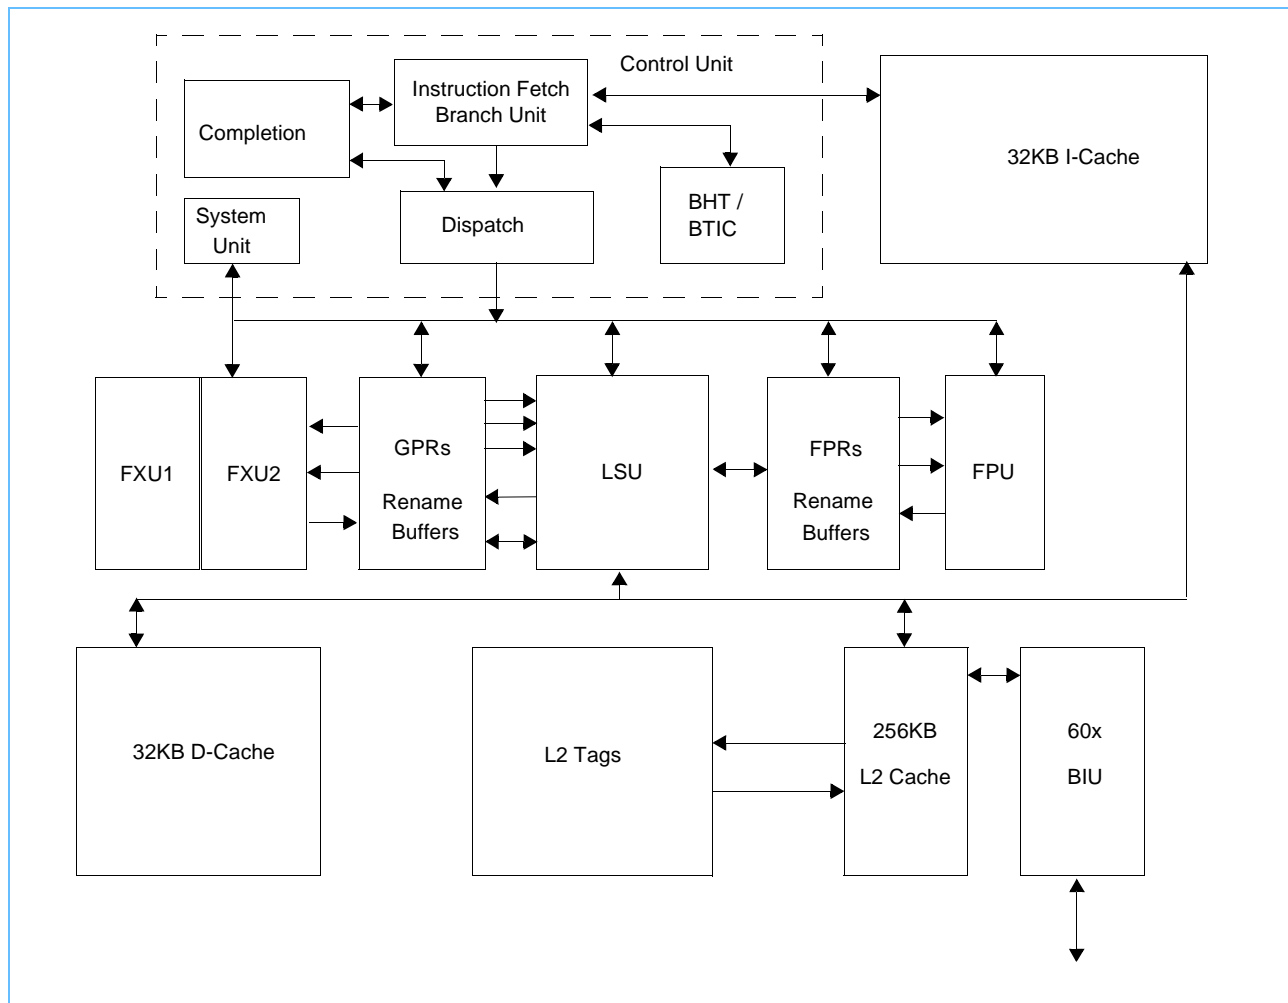 Control Unit
Instruction Fetch
Branch Unit
Completion
32KB I-Cache
System
Unit
Dispatch
BHT /
BTIC
FXU1
FXU2
GPRs
Rename
Buffers
LSU
FPRs
Rename
Buffers
FPU
32KB D-Cache
L2 Tags
256KB
L2 Cache
60x
BIU